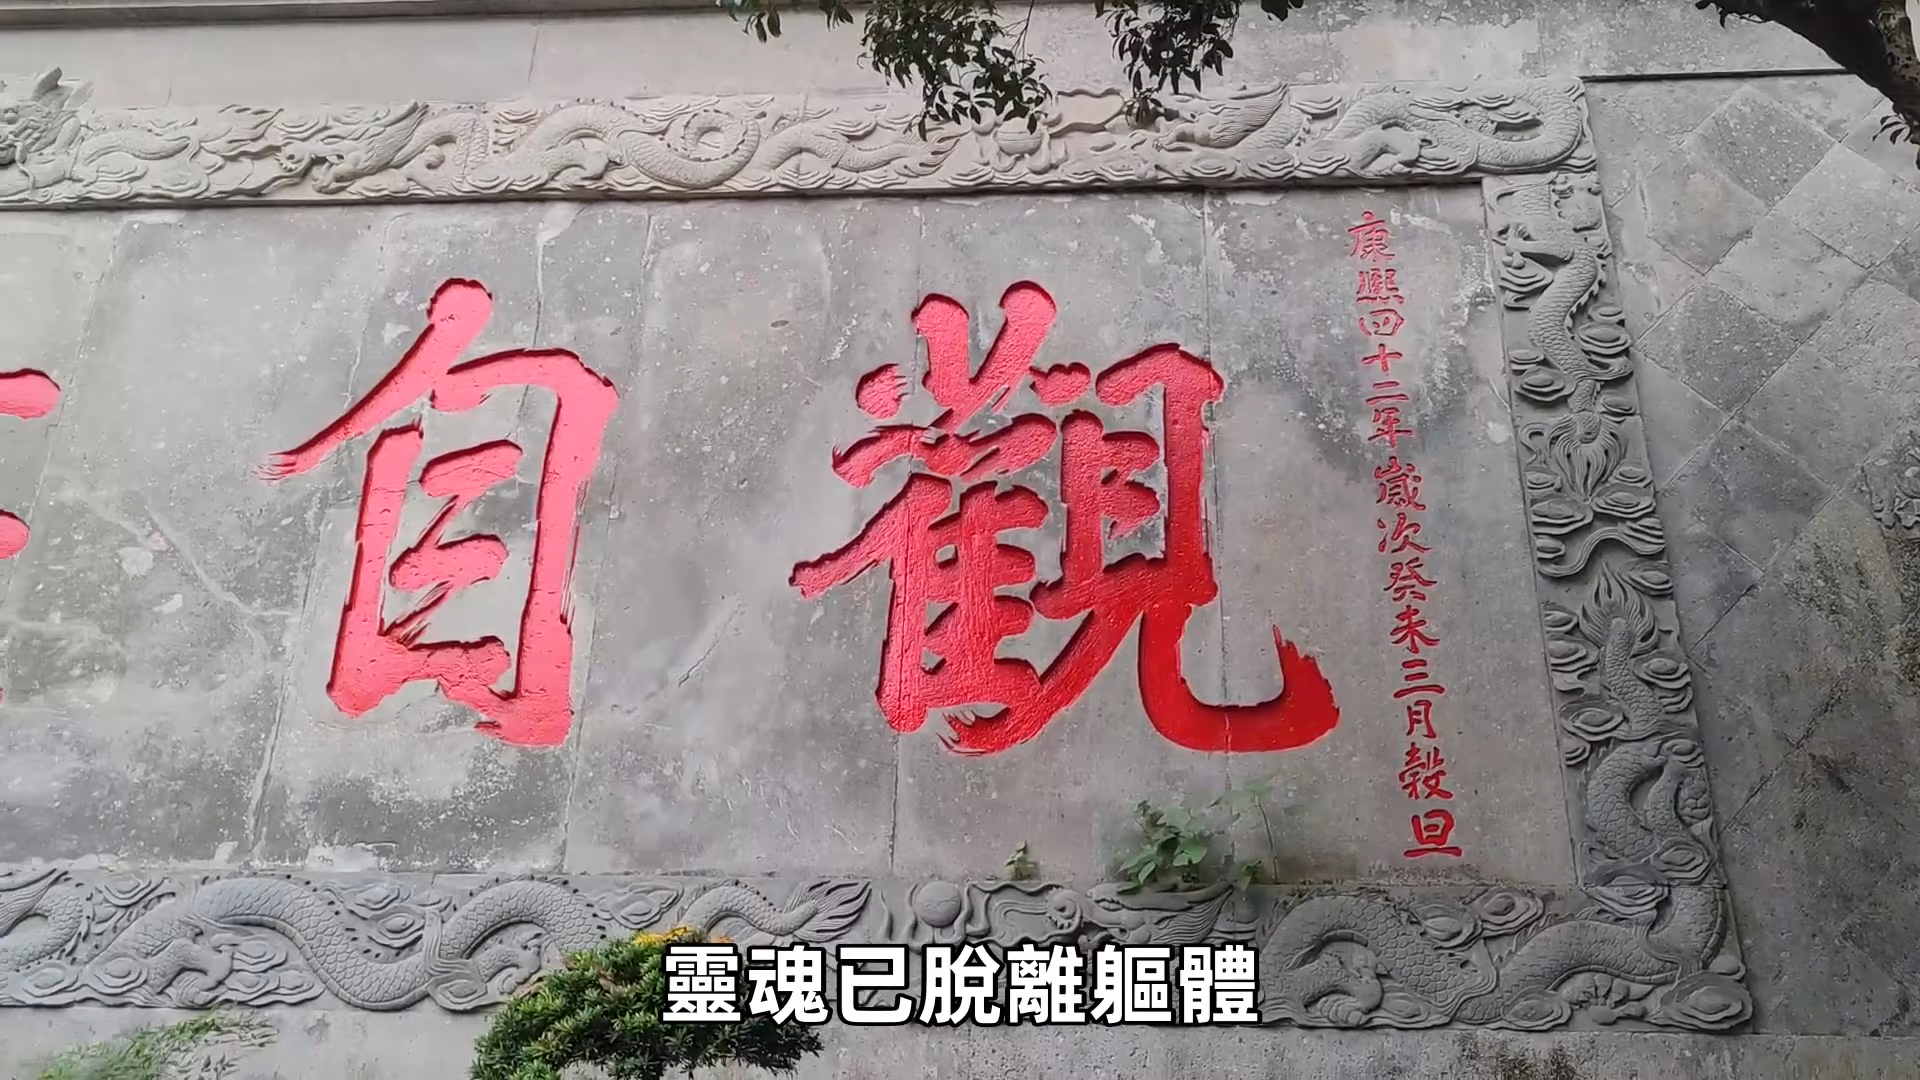 康熙四十二年歲次癸未三月穀旦
觀自
靈魂已脫離軀體